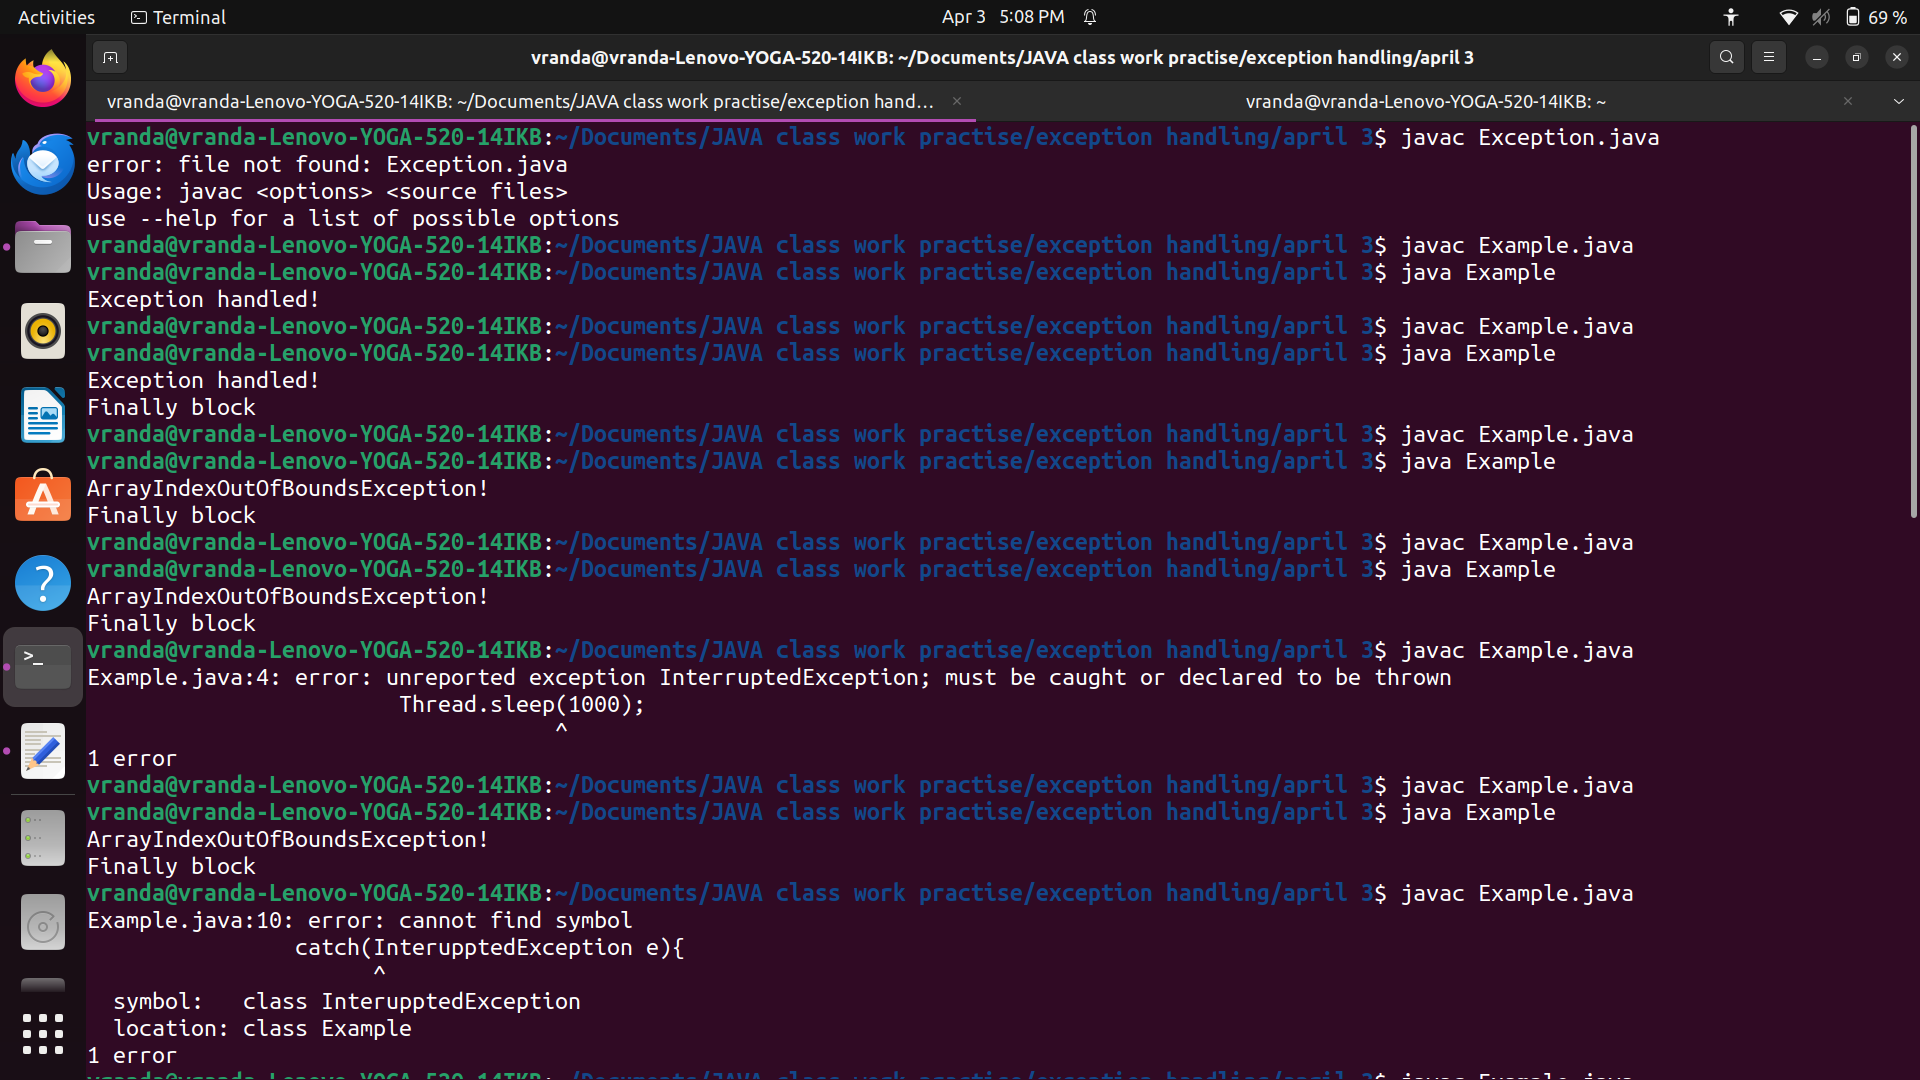 Activities
Terminal
Apr 3 5:08 PM
69 %
vranda@vranda-Lenovo-YOGA-520-14IKB: ~/Documents/JAVA class work practise/exception handling/april 3
vranda@vranda-Lenovo-YOGA-520-14IKB: ~/Documents/JAVA class work practise/exception hand...
vranda@vranda-Lenovo-YOGA-520-14IKB: ~
vranda@vranda-Lenovo-YOGA-520-14IKB:~/Documents/JAVA class work practise/exception handling/april 3$ javac Exception.java
error: file not found: Exception.java
Usage: javac <options> <source files>
use --help for a list of possible options
vranda@vranda-Lenovo-YOGA-520-14IKB:~/Documents/JAVA class work practise/exception handling/april 3$ javac Example.java
vranda@vranda-Lenovo-YOGA-520-14IKB:~/Documents/JAVA class work practise/exception handling/april 3$ java Example
Exception handled!
vranda@vranda-Lenovo-YOGA-520-14IKB:~/Documents/JAVA class work practise/exception handling/april 3$ javac Example.java
vranda@vranda-Lenovo-YOGA-520-14IKB:~/Documents/JAVA class work practise/exception handling/april 3$ java Example
Exception handled!
Finally block
vranda@vranda-Lenovo-YOGA-520-14IKB:~/Documents/JAVA class work practise/exception handling/april 3$ javac Example.java
vranda@vranda-Lenovo-YOGA-520-14IKB:~/Documents/JAVA class work practise/exception handling/april 3$ java Example
ArrayIndexOutOfBoundsException!
Finally block
vranda@vranda-Lenovo-YOGA-520-14IKB:~/Documents/JAVA class work practise/exception handling/april 3$ javac Example.java
vranda@vranda-Lenovo-YOGA-520-14IKB:~/Documents/JAVA class work practise/exception handling/april 3$ java Example
ArrayIndexOutOfBoundsException!
Finally block
vranda@vranda-Lenovo-YOGA-520-14IKB:~/Documents/JAVA class work practise/exception handling/april 3$ javac Example.java
Example.java:4: error: unreported exception InterruptedException; must be caught or declared to be thrown
Thread.sleep(1000);
^
1 error
vranda@vranda-Lenovo-YOGA-520-14IKB:~/Documents/JAVA class work practise/exception handling/april 3$ javac Example.java
vranda@vranda-Lenovo-YOGA-520-14IKB:~/Documents/JAVA class work practise/exception handling/april 3$ java Example
ArrayIndexOutOfBoundsException!
Finally block
vranda@vranda-Lenovo-YOGA-520-14IKB:~/Documents/JAVA class work practise/exception handling/april 3$ javac Example.java
Example.java:10: error: cannot find symbol
catch(InterupptedException e){
^
symbol:   class InterupptedException
location: class Example
1 error